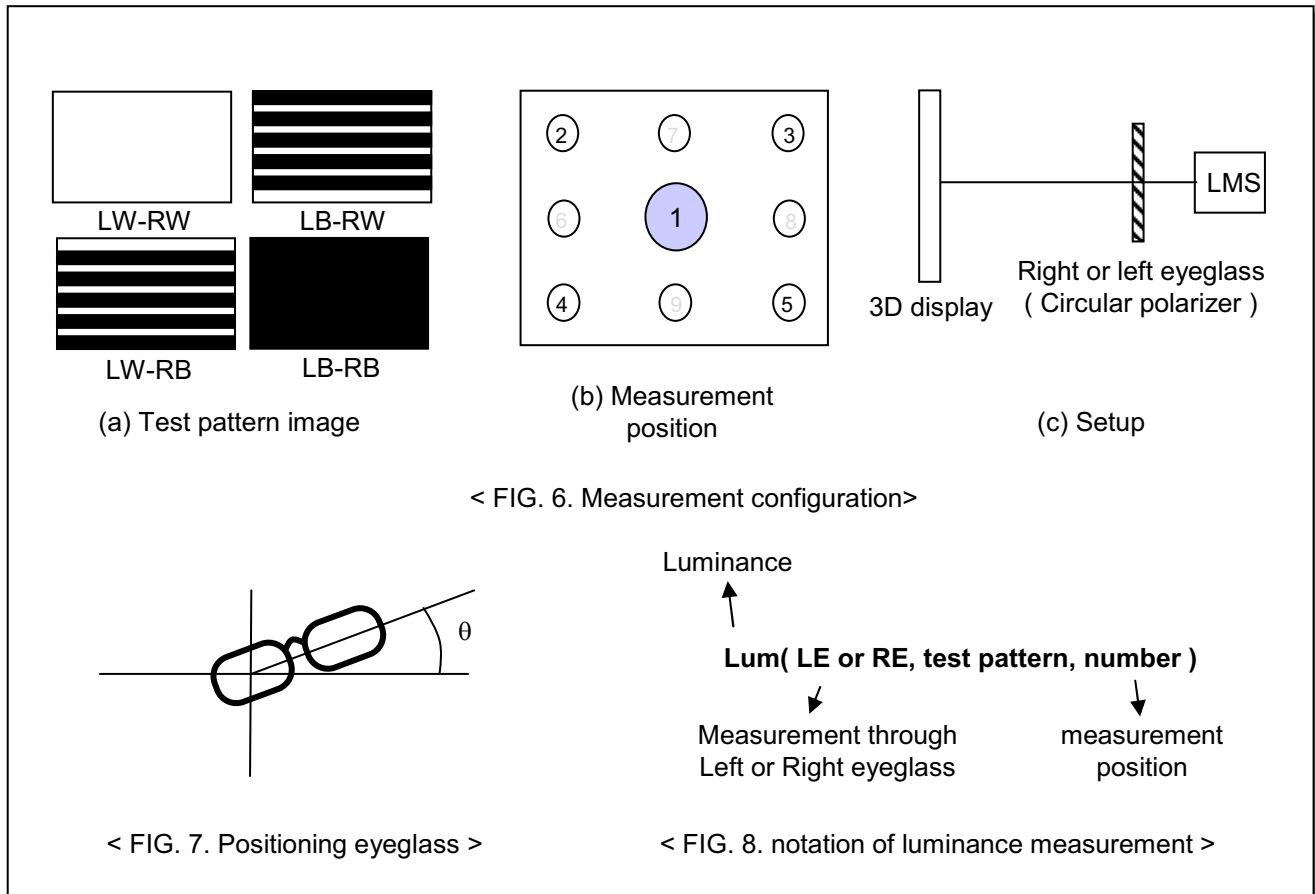 LW-RW
LB-RW
LW-RB
LB-RB
(a) Test pattern image
2
7
3
6
1
8
4
9
5
(b) Measurement
position
LMS
Right or left eyeglass
( Circular polarizer )
3D display
(c) Setup
< FIG. 6. Measurement configuration>
θ
< FIG. 7. Positioning eyeglass >
Luminance
Lum( LE or RE, test pattern, number )
Measurement through
Left or Right eyeglass
measurement
position
< FIG. 8. notation of luminance measurement >